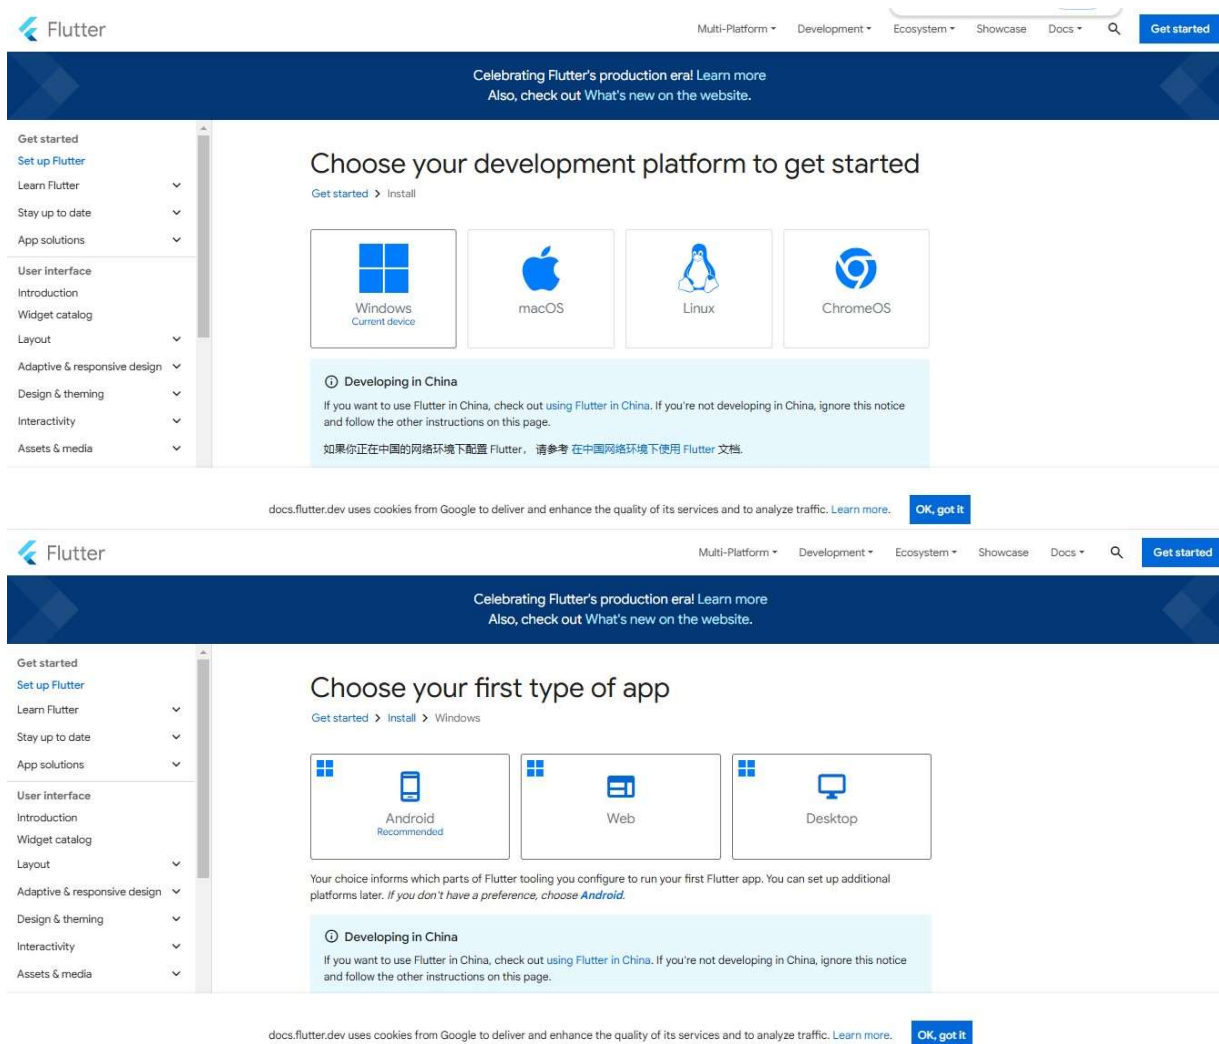 Flutter
Multi-Platform Development Ecosystem Showcase Docs Get started
Celebrating Flutter's production era! Learn more
Also, check out What's new on the website.
Get started
Set up Flutter
Learn Flutter
Stay up to date
App solutions
User interface
Introduction
Widget catalog
Layout
Adaptive & responsive design
Design & theming
Interactivity
Assets & media
Choose your development platform to get started
Get started > Install
Windows
Current device
macOS
Linux
ChromeOS
Developing in China
If you want to use Flutter in China, check out using Flutter in China. If you're not developing in China, ignore this notice
and follow the other instructions on this page.
如果你正在中国的网络环境下配置 Flutter， 请参考 在中国网络环境下使用 Flutter 文档.
docs.flutter.dev uses cookies from Google to deliver and enhance the quality of its services and to analyze traffic. Learn more. OK, got it
Flutter
Multi-Platform Development Ecosystem Showcase Docs Get started
Celebrating Flutter's production era! Learn more
Also, check out What's new on the website.
Get started
Set up Flutter
Learn Flutter
Stay up to date
App solutions
User interface
Introduction
Widget catalog
Layout
Adaptive & responsive design
Design & theming
Interactivity
Assets & media
Choose your first type of app
Get started > Install > Windows
Android
Recommended
Web
Desktop
Your choice informs which parts of Flutter tooling you configure to run your first Flutter app. You can set up additional
platforms later. If you don't have a preference, choose Android.
Developing in China
If you want to use Flutter in China, check out using Flutter in China. If you're not developing in China, ignore this notice
and follow the other instructions on this page.
docs.flutter.dev uses cookies from Google to deliver and enhance the quality of its services and to analyze traffic. Learn more. OK, got it